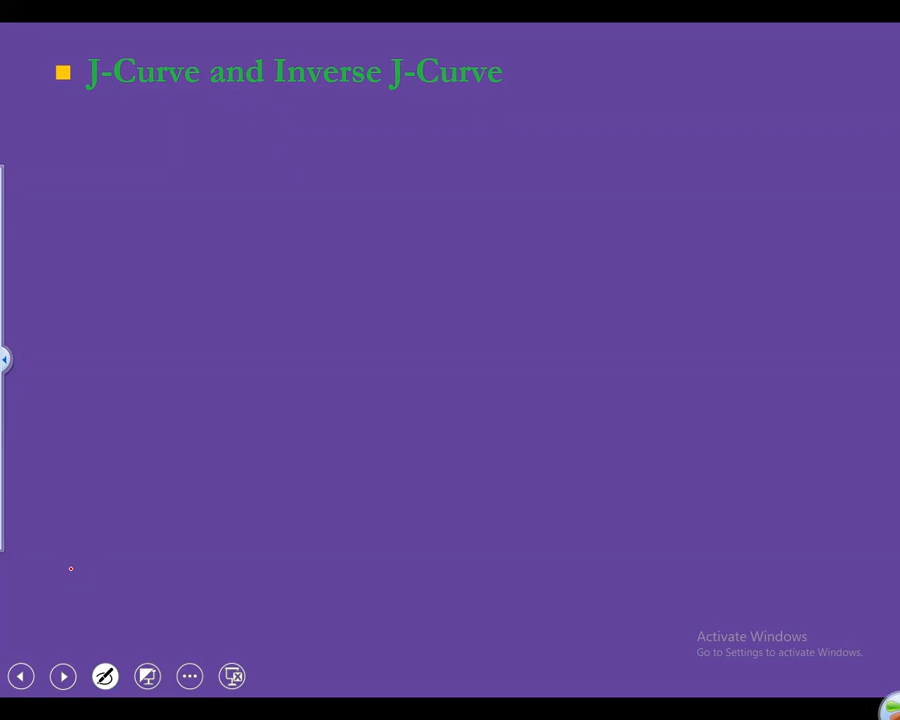 J-Curve and Inverse J-Curve
Activate Windows
Go to Settings to activate Windows.